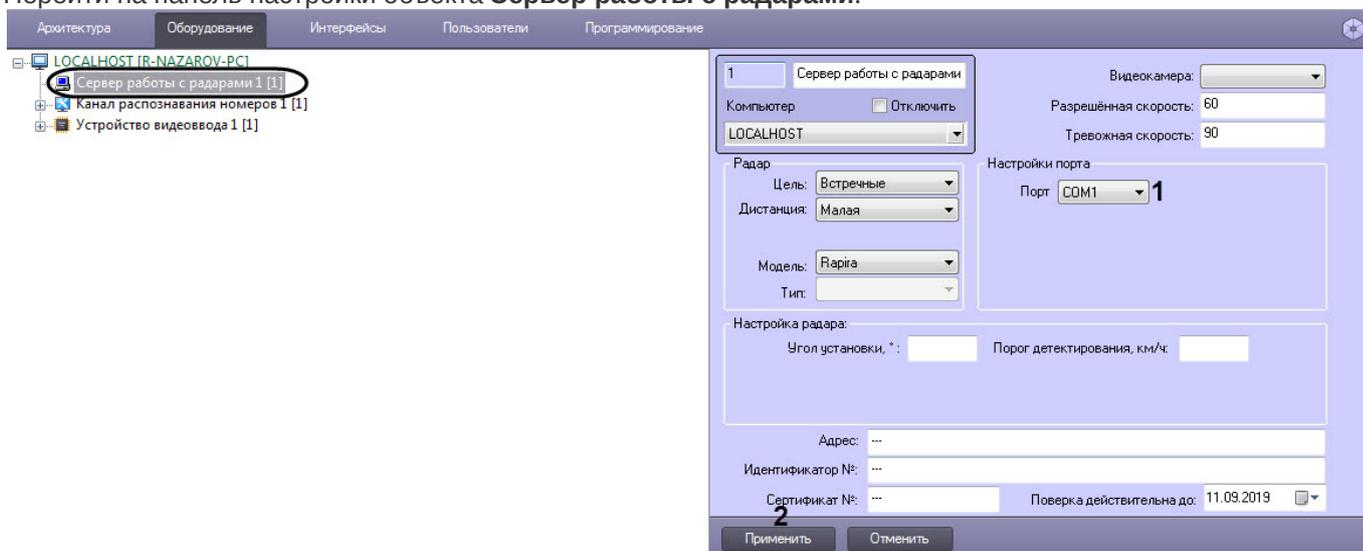 Перейти на панель настройки объекта Сервер работы с радарами.
Архитектура Оборудование Интерфейсы Пользователи Программирование
LOCALHOST [R-NAZAROV-PC]
Сервер работы с радарами 1 [1]
Канал распознавания номеров 1 [1]
Устройство видеоввода 1 [1]
1 Сервер работы с радарами
Компьютер Отключить
LOCALHOST
Видеокамера:
Разрешённая скорость: 60
Тревожная скорость: 90
Радар
Цель: Встречные
Дистанция: Малая
Модель: Rapira
Тип:
Настройки порта
Порт COM1 1
Настройка радара:
Угол установки, °: Порог детектирования, км/ч:
Адрес: ---
Идентификатор №: ---
Сертификат №: --- Поверка действительна до: 11.09.2019
2
Применить Отменить